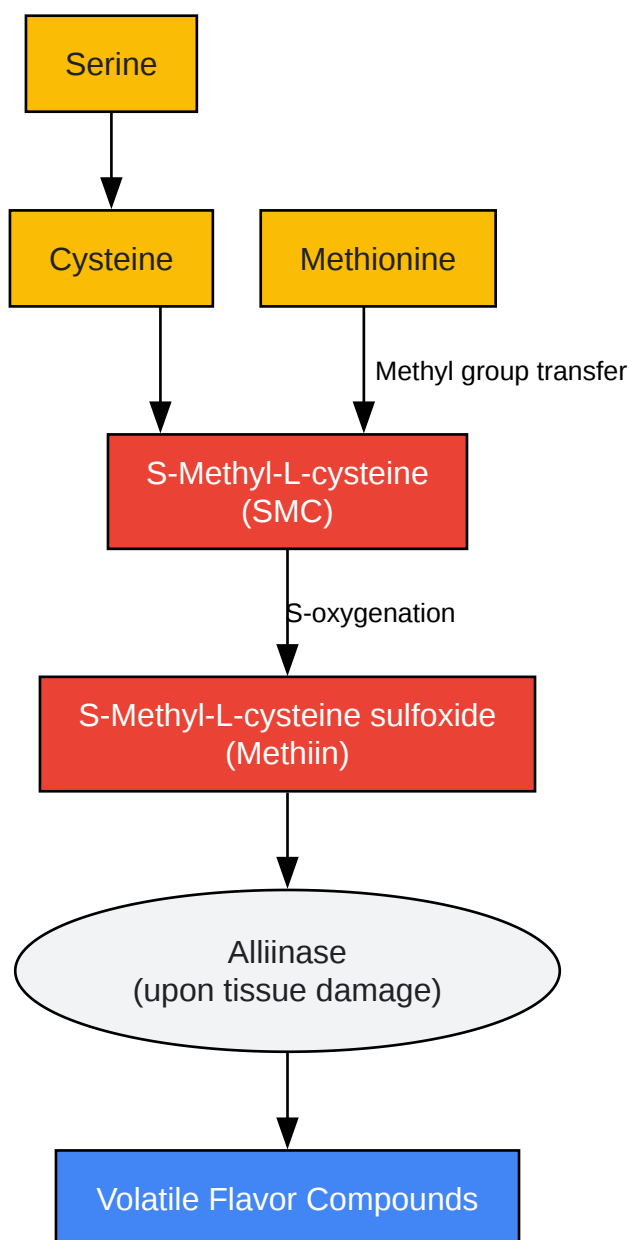 Serine
Cysteine
Methionine
Methyl group transfer
S-Methyl-L-cysteine
(SMC)
S-oxygenation
S-Methyl-L-cysteine sulfoxide
(Methiin)
Alliinase
(upon tissue damage)
Volatile Flavor Compounds